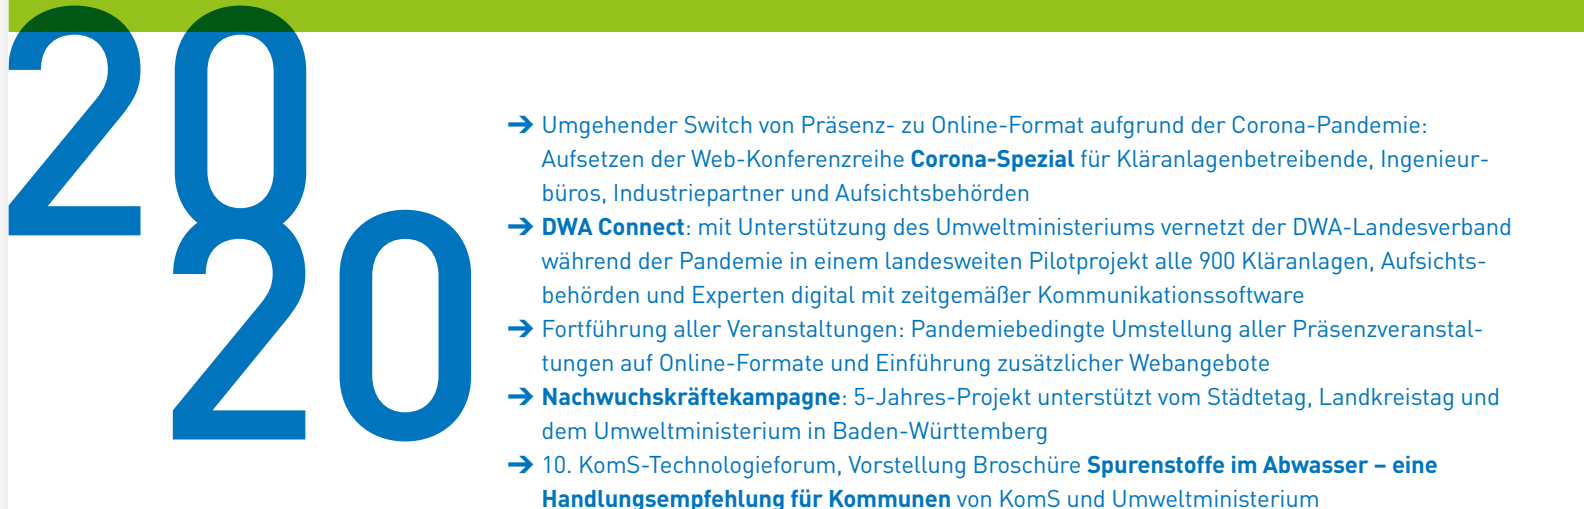 20
20
→ Umgehender Switch von Präsenz- zu Online-Format aufgrund der Corona-Pandemie:
Aufsetzen der Web-Konferenzreihe Corona-Spezial für Kläranlagenbetreibende, Ingenieur-
büros, Industriepartner und Aufsichtsbehörden
→ DWA Connect: mit Unterstützung des Umweltministeriums vernetzt der DWA-Landesverband
während der Pandemie in einem landesweiten Pilotprojekt alle 900 Kläranlagen, Aufsichts-
behörden und Experten digital mit zeitgemäßer Kommunikationssoftware
→ Fortführung aller Veranstaltungen: Pandemiebedingte Umstellung aller Präsenzveranstal-
tungen auf Online-Formate und Einführung zusätzlicher Webangebote
→ Nachwuchskräftekampagne: 5-Jahres-Projekt unterstützt vom Städtetag, Landkreistag und
dem Umweltministerium in Baden-Württemberg
→ 10. KomS-Technologieforum, Vorstellung Broschüre Spurenstoffe im Abwasser – eine
Handlungsempfehlung für Kommunen von KomS und Umweltministerium